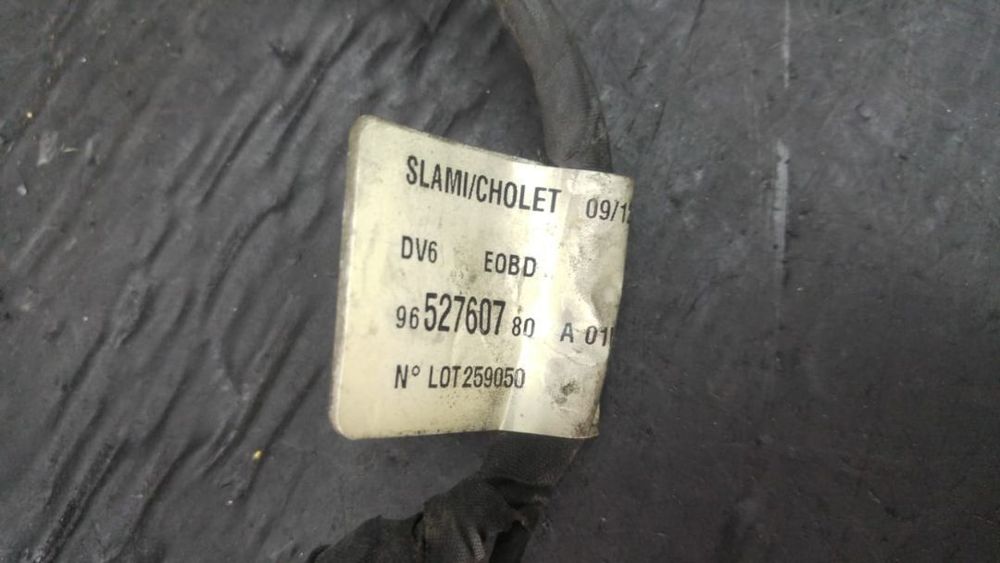 SLAMI/CHOLET
DV6 EOBD
96 527607 80 A
N° LOT259050